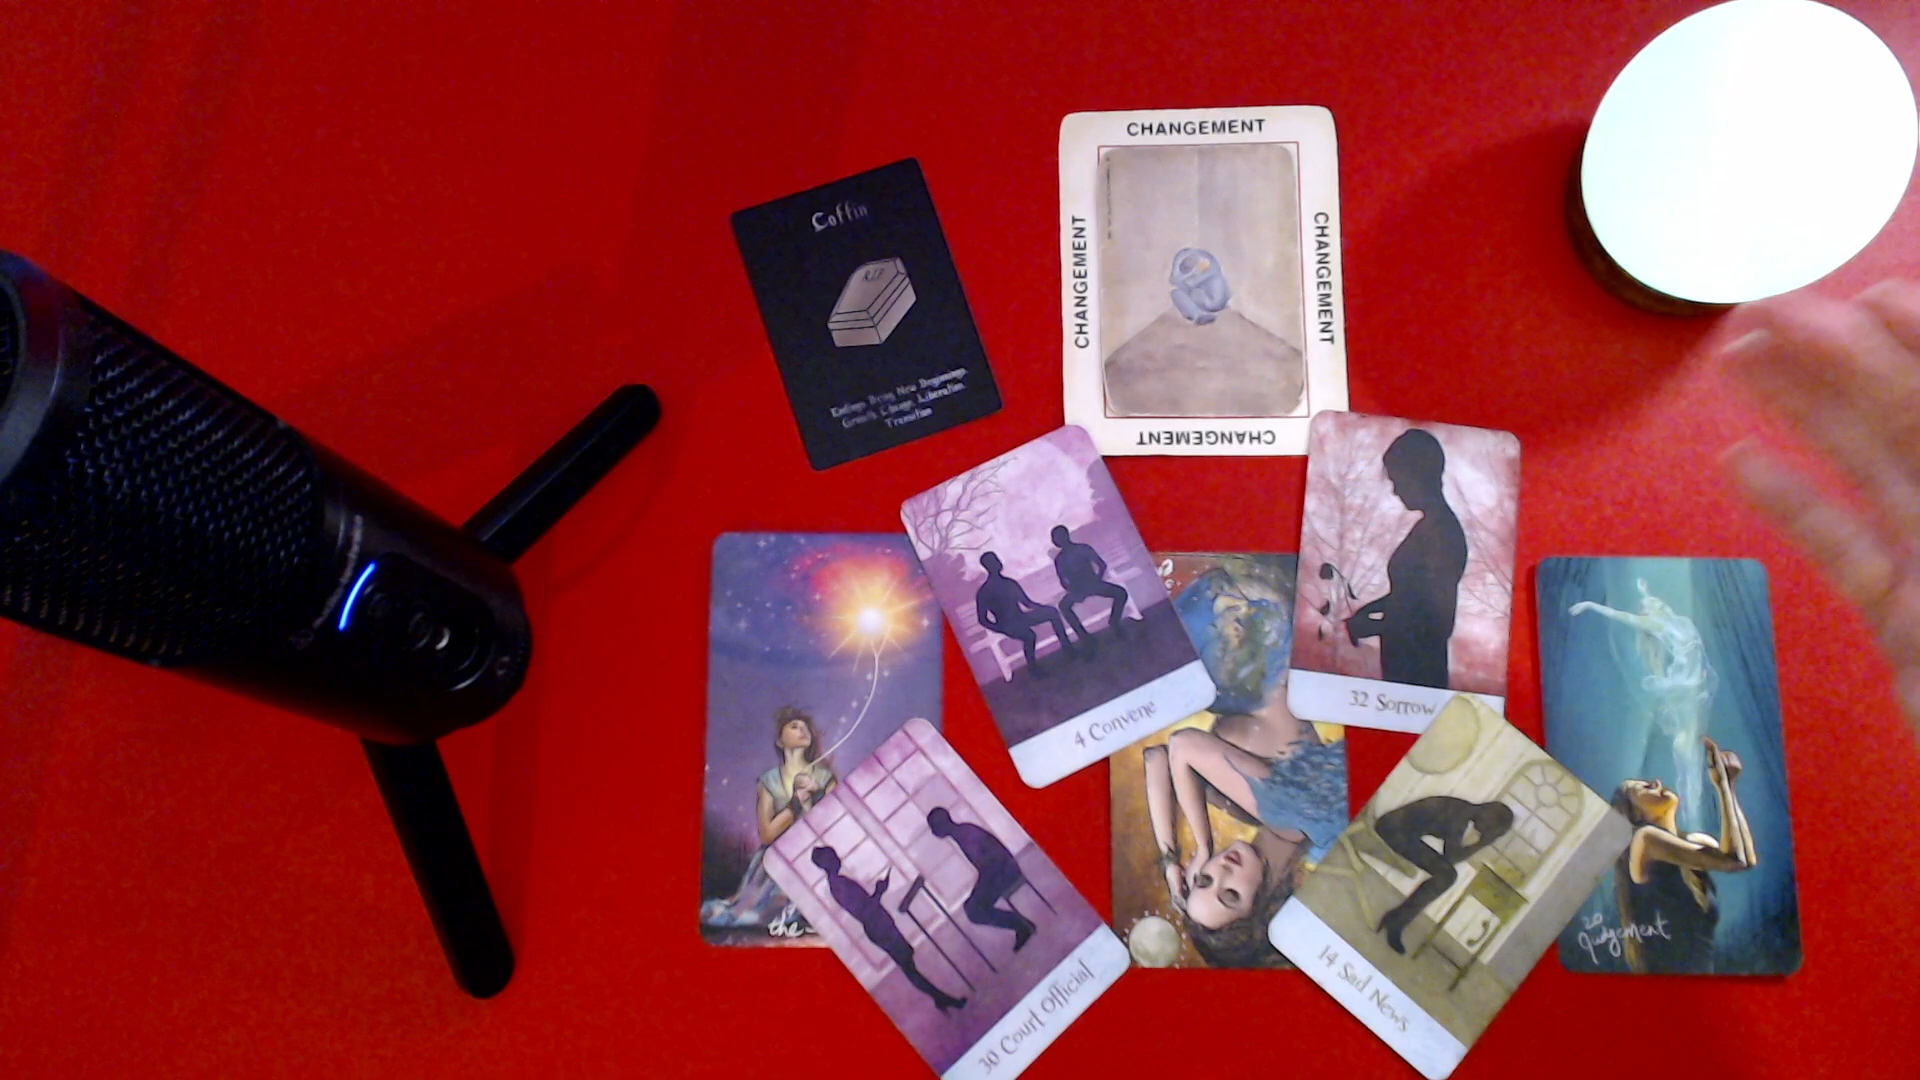 CHANGEMENT
CHANGEMENT
CHANGEMENT
CHANGEMENT
Coffin
R.I.P
Endings Bring New Beginnings.
Growth. Change. Liberation.
Transition
4 Convene
32 Sorrow
the
30 Court Official
14 Sad News
20
Judgement